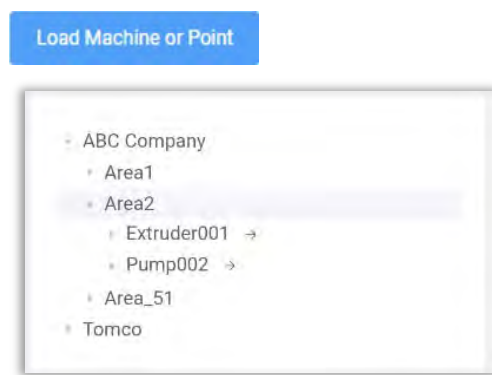 Load Machine or Point
ABC Company
Area1
Area2
Extruder001 →
Pump002 →
Area_51
Tomco